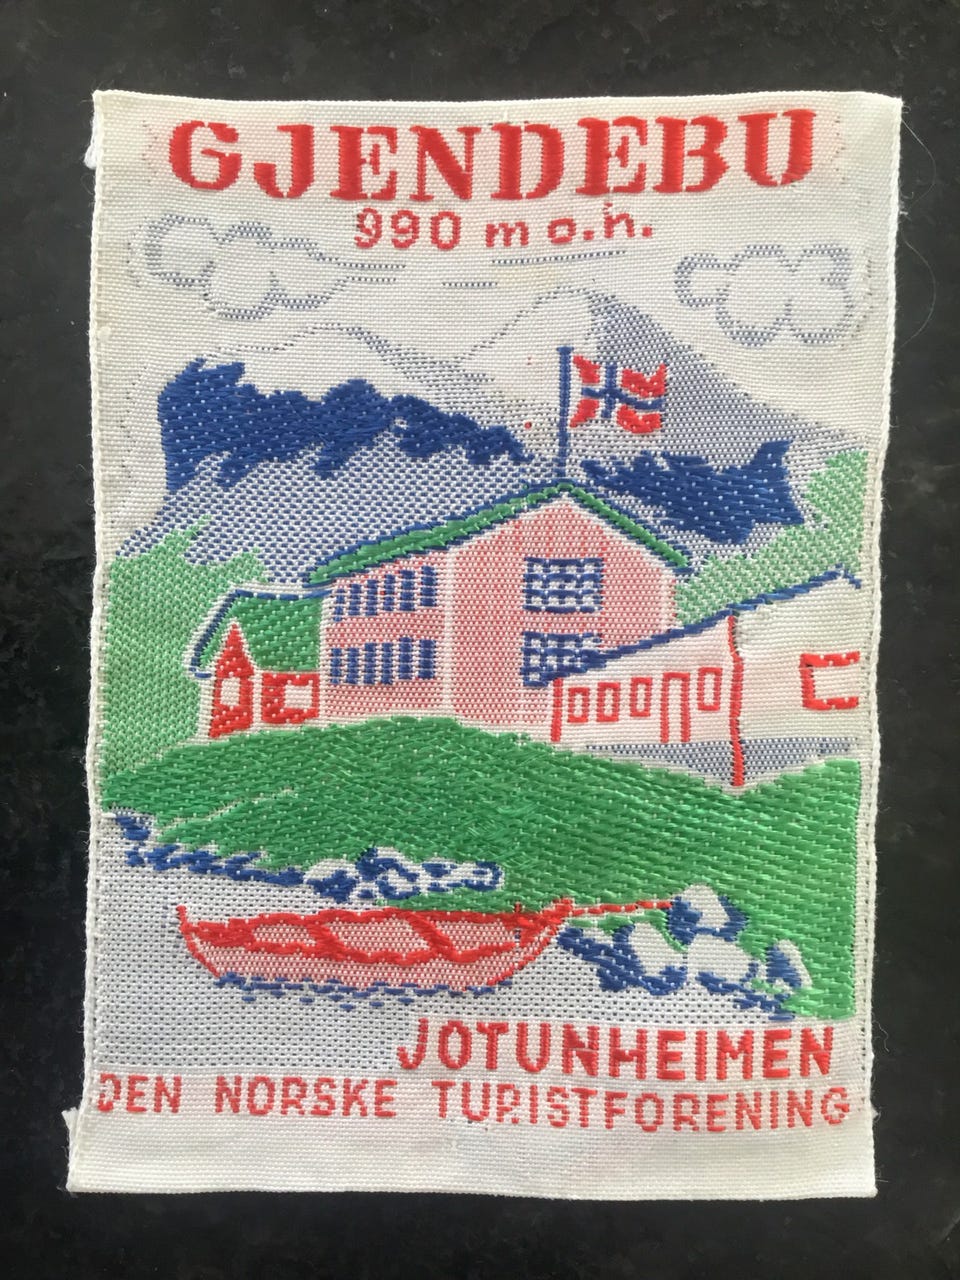 GJENDEBU
990 m o.h.
JOTUNHEIMEN
DEN NORSKE TURISTFORENING